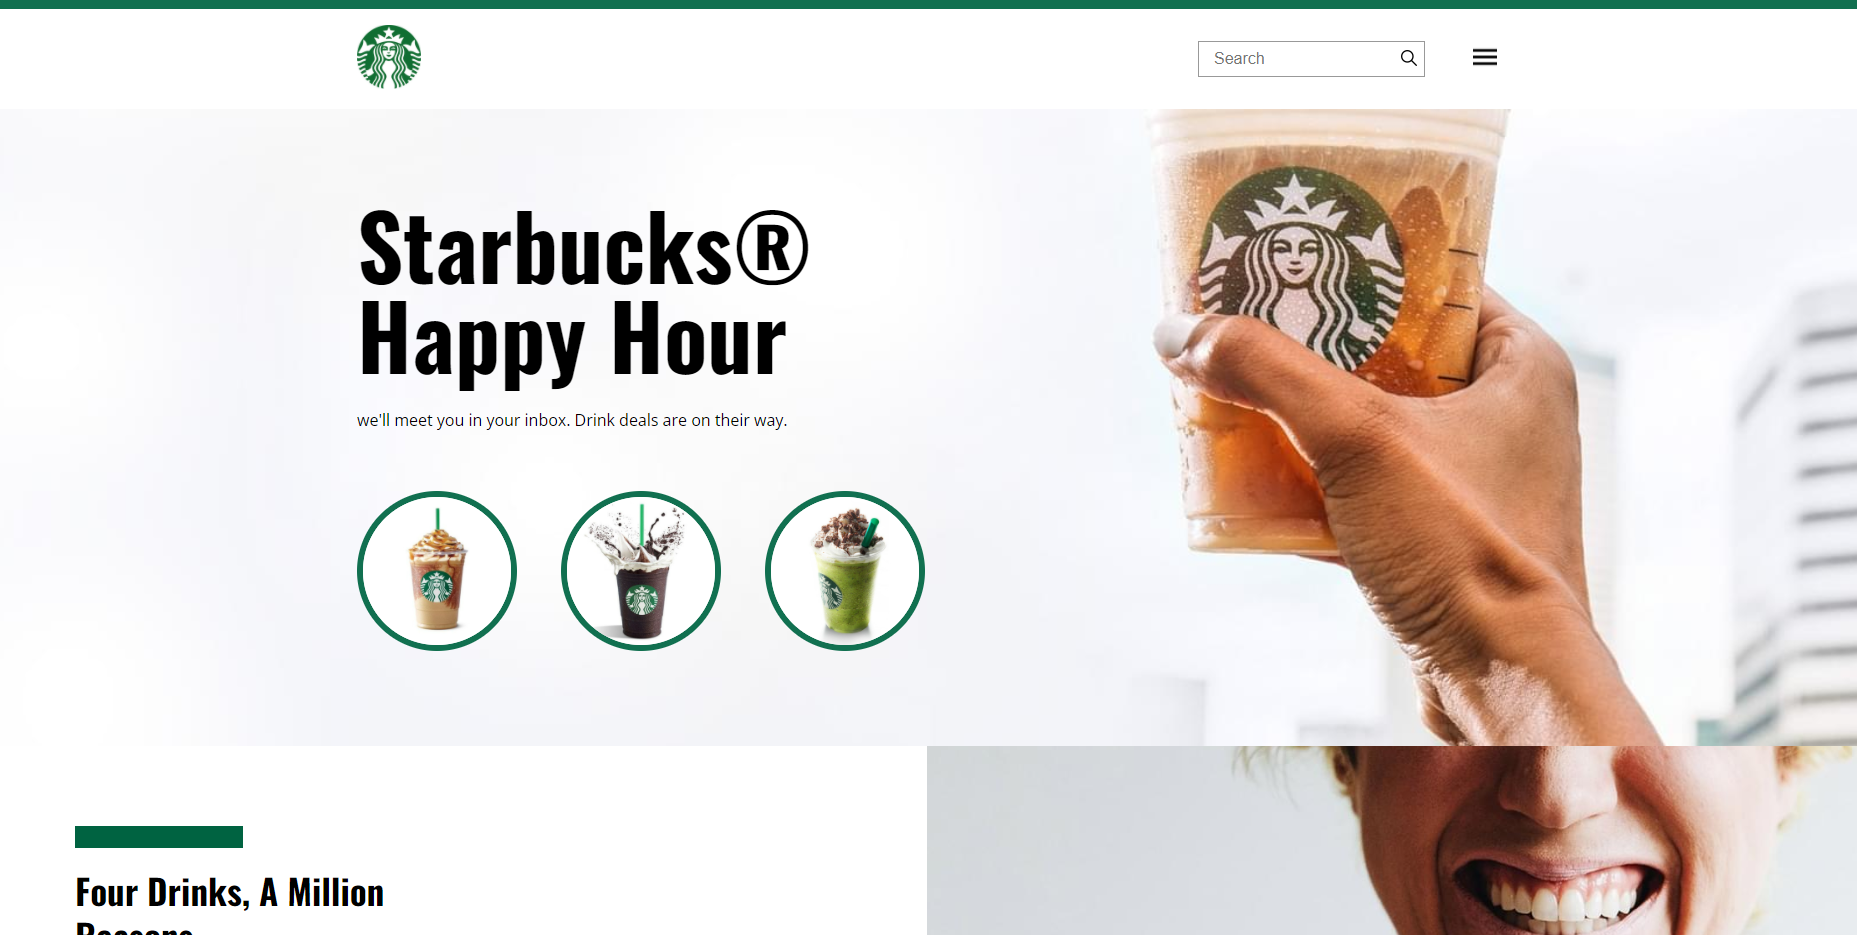 Search
Starbucks®
Happy Hour
we'll meet you in your inbox. Drink deals are on their way.
Four Drinks, A Million
Reasons